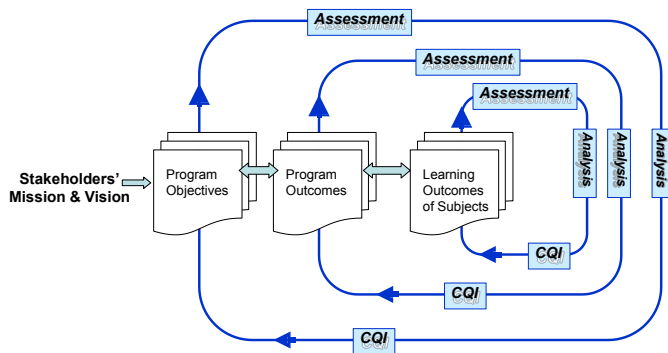 Assessment
Assessment
Assessment
Stakeholders'
Mission & Vision
Program
Objectives
Program
Outcomes
Learning
Outcomes
of Subjects
Analysis
Analysis
Analysis
CQI
CQI
CQI